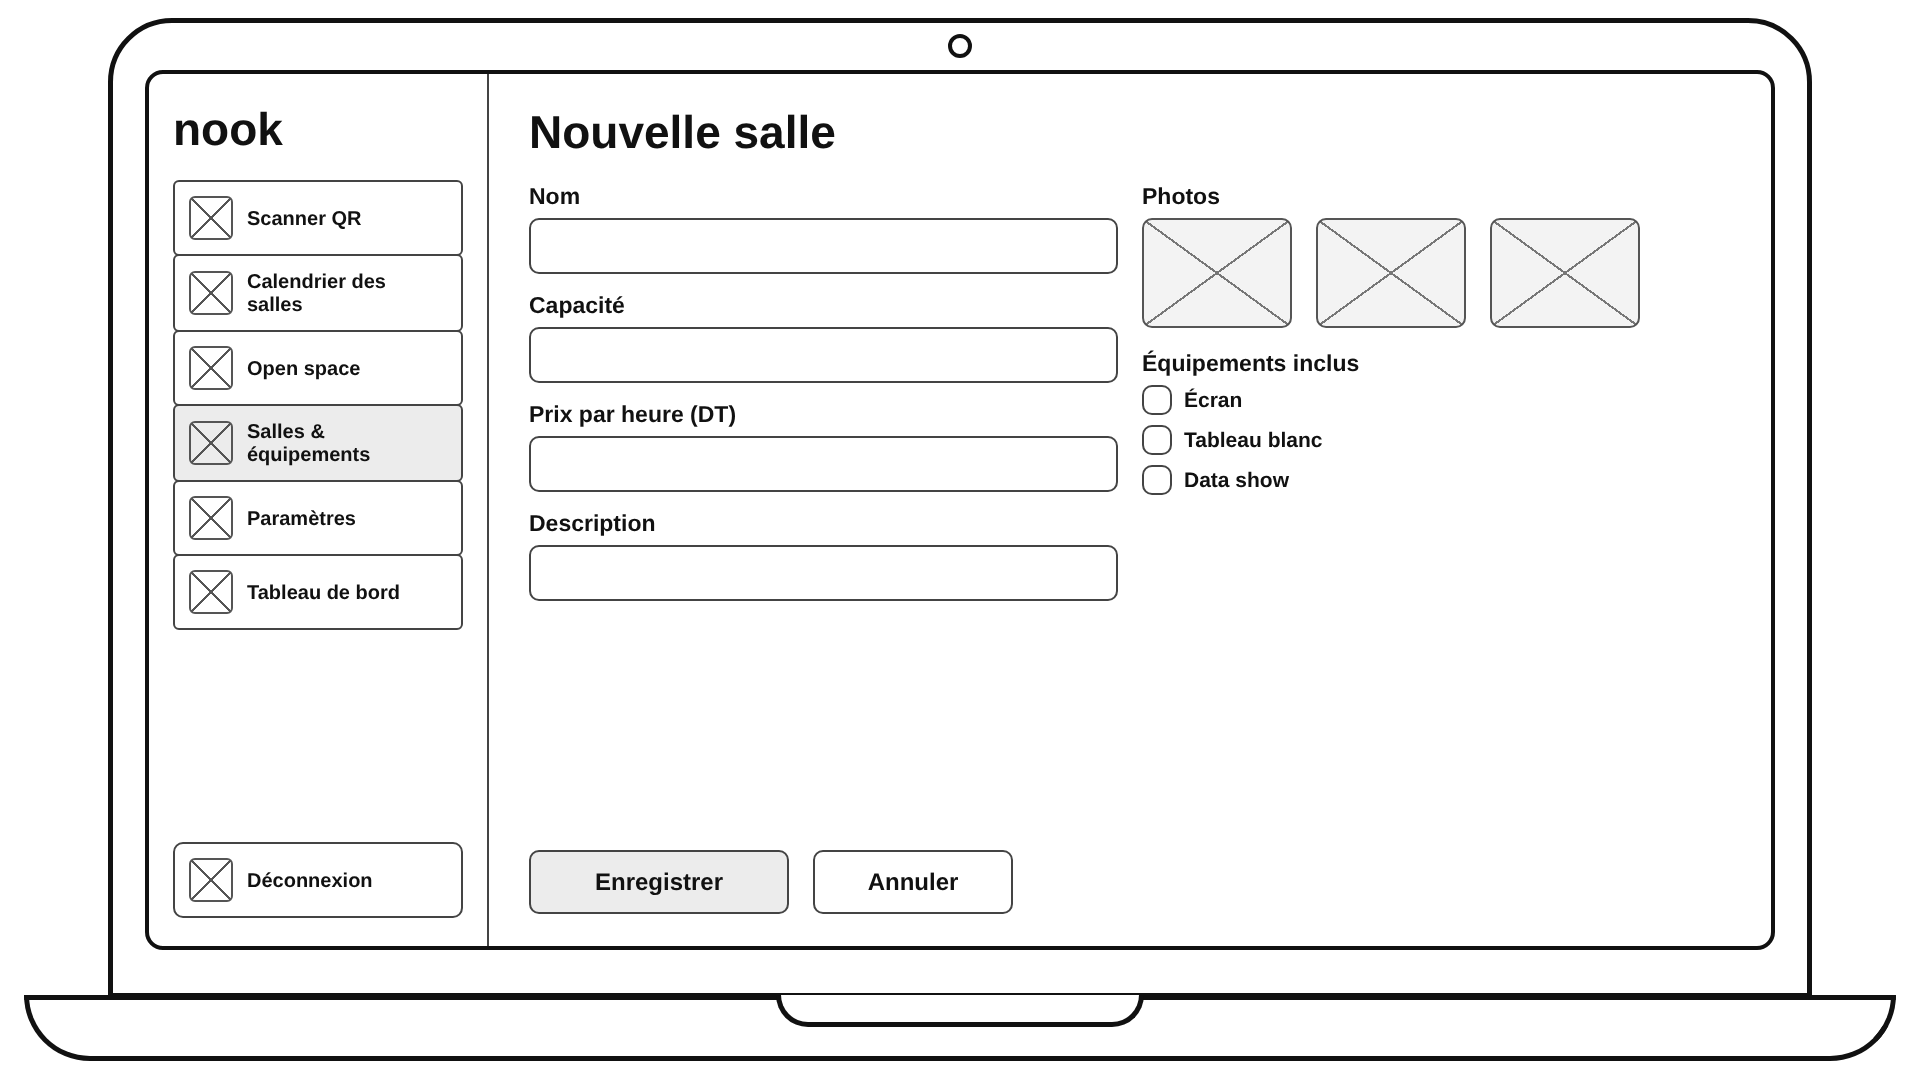 nook
Scanner QR
Calendrier des
salles
Open space
Salles &
équipements
Paramètres
Tableau de bord
Déconnexion
Nouvelle salle
Nom
Capacité
Prix par heure (DT)
Description
Photos
Équipements inclus
Écran
Tableau blanc
Data show
Enregistrer
Annuler